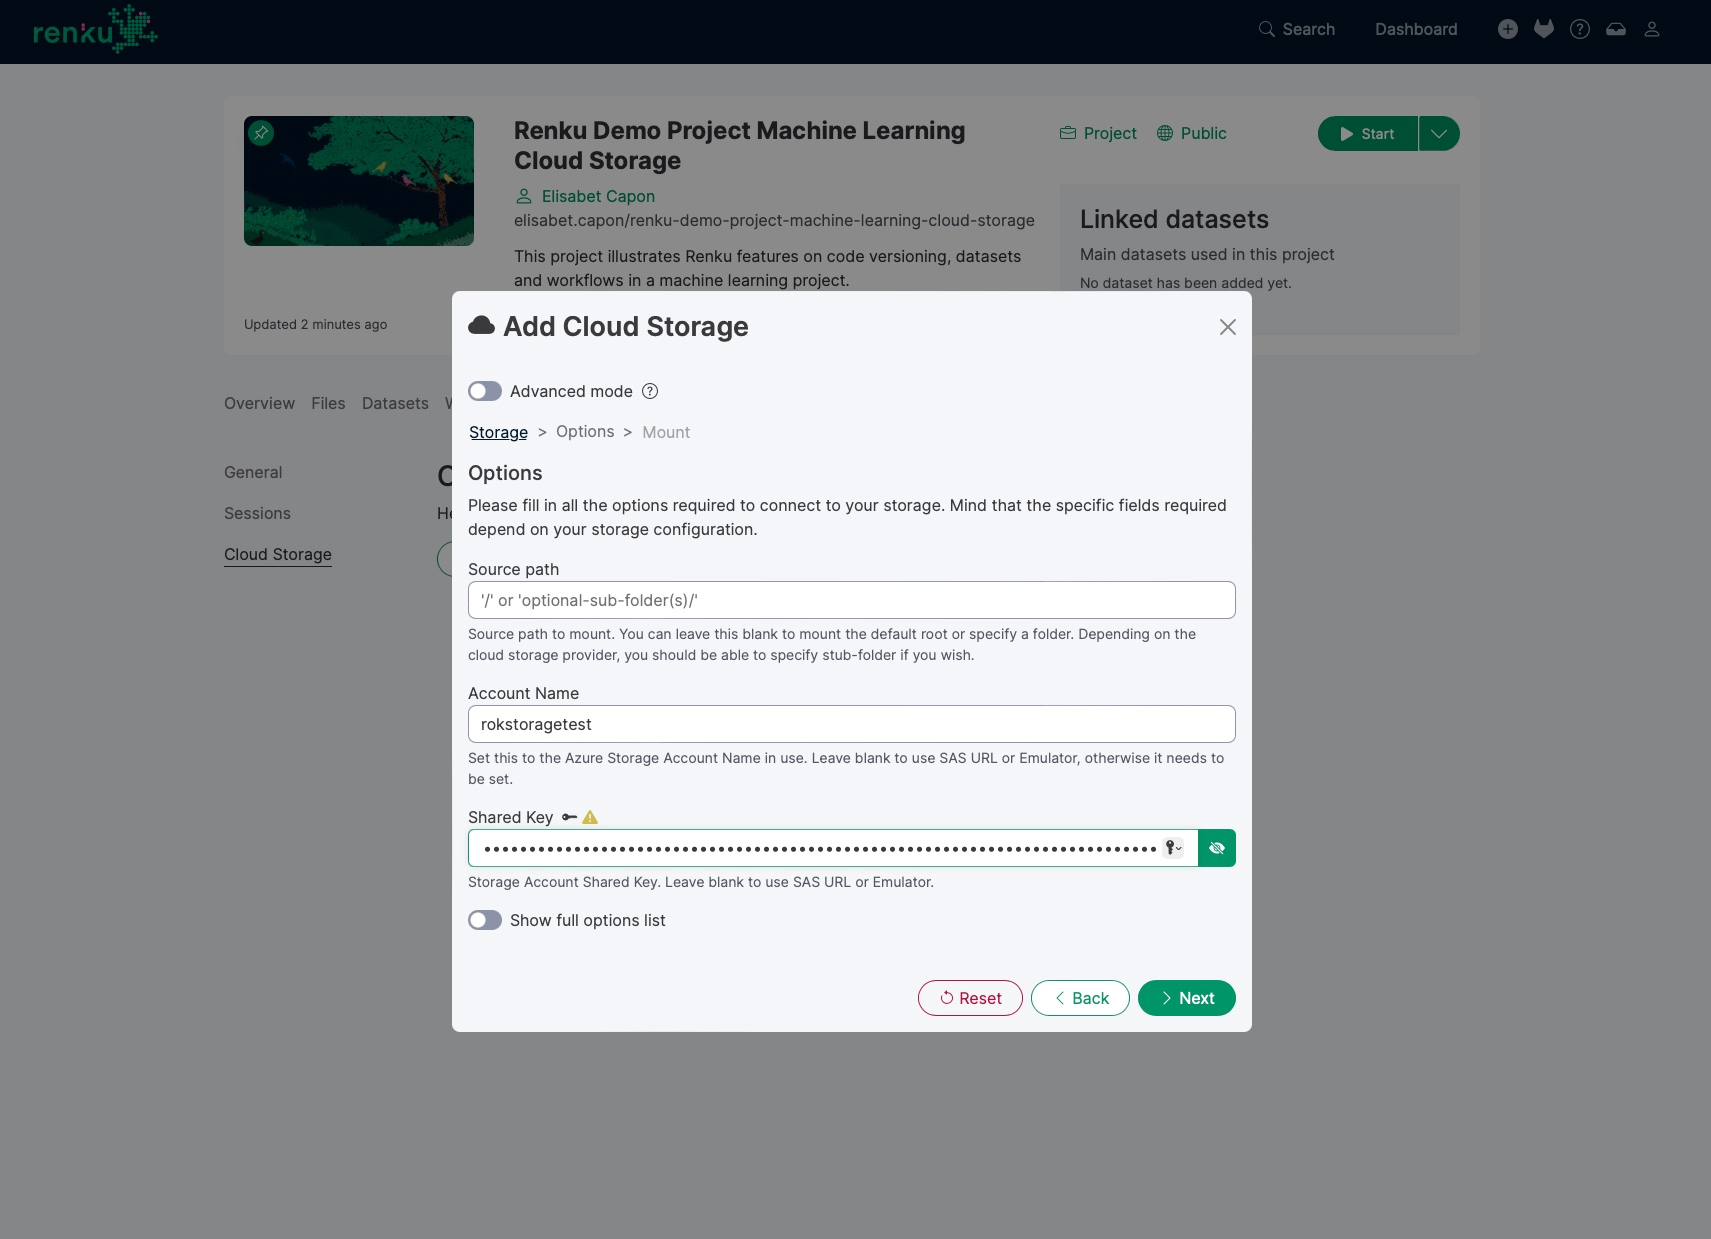 renku
Search
Dashboard
Renku Demo Project Machine Learning
Cloud Storage
Elisabet Capon
elisabet.capon/renku-demo-project-machine-learning-cloud-storage
This project illustrates Renku features on code versioning, datasets
and workflows in a machine learning project.
Updated 2 minutes ago
Project
Public
Start
Linked datasets
Main datasets used in this project
No dataset has been added yet.
Overview
Files
Datasets
General
Sessions
Cloud Storage
Add Cloud Storage
Advanced mode
Storage > Options > Mount
Options
Please fill in all the options required to connect to your storage. Mind that the specific fields required
depend on your storage configuration.
Source path
'/' or 'optional-sub-folder(s)/'
Source path to mount. You can leave this blank to mount the default root or specify a folder. Depending on the
cloud storage provider, you should be able to specify stub-folder if you wish.
Account Name
rokstoragetest
Set this to the Azure Storage Account Name in use. Leave blank to use SAS URL or Emulator, otherwise it needs to
be set.
Shared Key
Storage Account Shared Key. Leave blank to use SAS URL or Emulator.
Show full options list
Reset
Back
Next